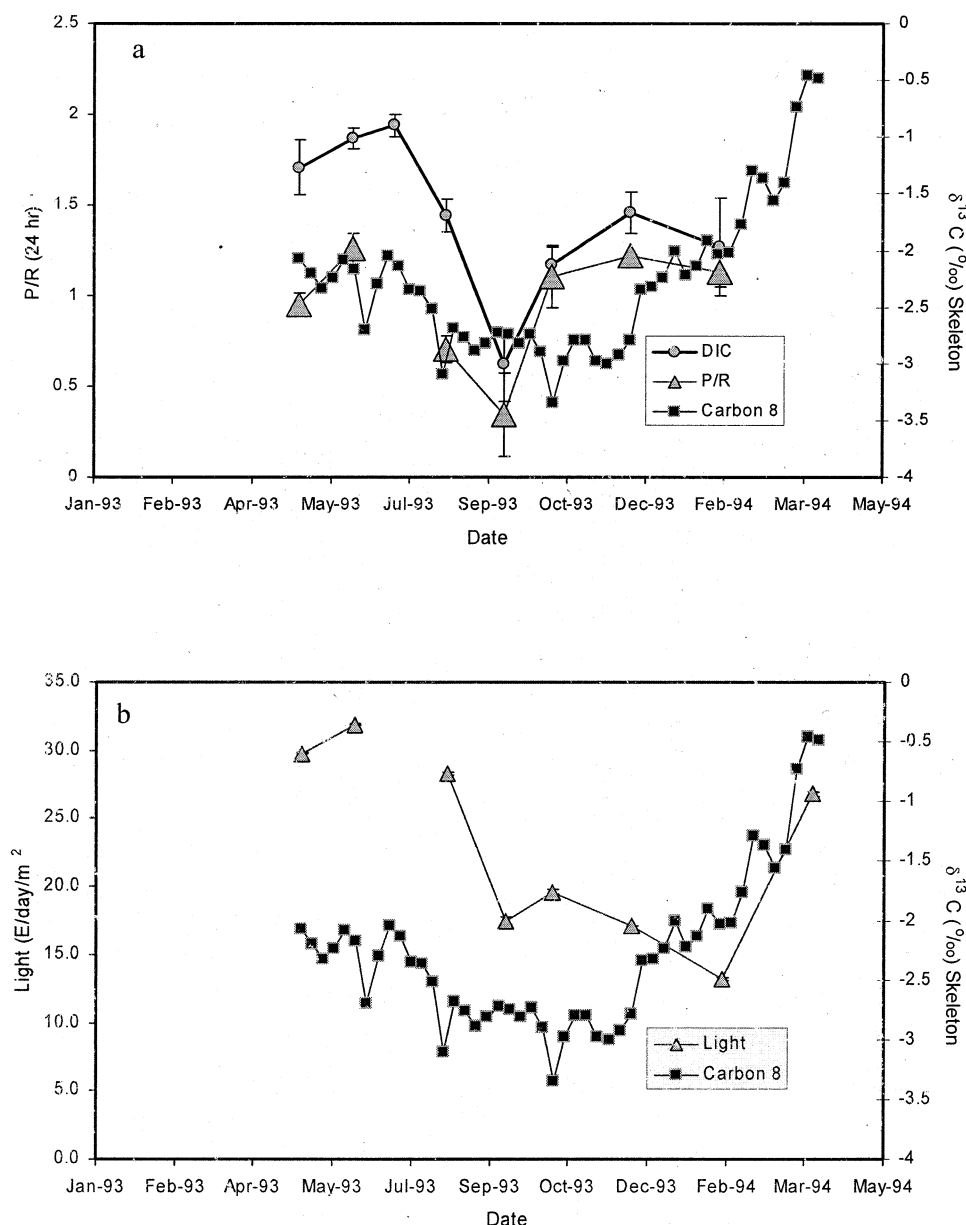 a
2.5
2
1.5
1
0.5
0
P/R (24 hr)
0
-0.5
-1
-1.5
-2
-2.5
-3
-3.5
-4
δ13 C (o/oo) Skeleton
DIC
P/R
Carbon 8
Jan-93 Feb-93 Apr-93 May-93 Jul-93 Sep-93 Oct-93 Dec-93 Feb-94 Mar-94 May-94
Date
b
35.0
30.0
25.0
20.0
15.0
10.0
5.0
0.0
Light (E/day/m2
0
-0.5
-1
-1.5
-2
-2.5
-3
-3.5
-4
δ13 C (o/oo) Skeleton
Light
Carbon 8
Jan-93 Feb-93 Apr-93 May-93 Jul-93 Sep-93 Oct-93 Dec-93 Feb-94 Mar-94 May-94
Date